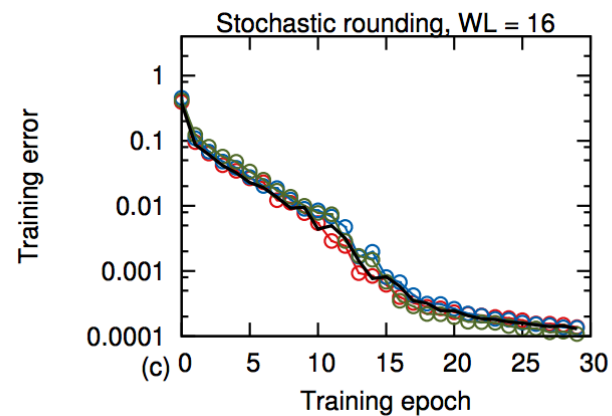 Stochastic rounding, WL = 16
Training error
1
0.1
0.01
0.001
0.0001
(c)
0 5 10 15 20 25 30
Training epoch